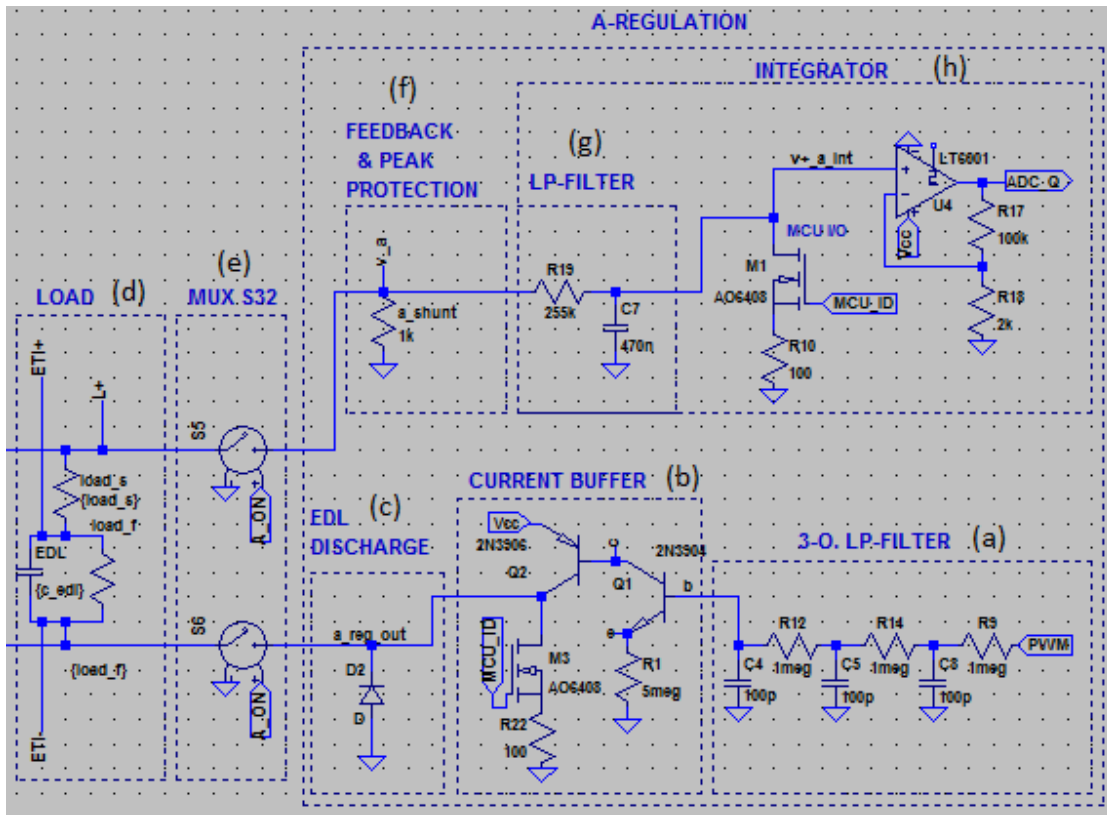 A-REGULATION
INTEGRATOR (h)
(f)
FEEDBACK
& PEAK
PROTECTION
(g)
LP-FILTER
v+_a_int
LT6601
ADC_Q
U4
R17
100k
Vcc
MCU I/O
M1
AO6408
MCU_ID
R18
2k
R10
100
v_a
R19
255k
C7
470n
a_shunt
1k
(e)
LOAD (d)
MUX S32
ETI+
L+
S5
A_ON
load_s
{load_s}
load_f
EDL
{c_edl}
{load_f}
ETI-
S6
A_ON
EDL (c)
DISCHARGE
a_reg_out
D2
D
CURRENT BUFFER (b)
Vcc
2N3906
Q2
c
2N3904
Q1
b
e
MCU_ID
M3
AO6408
R22
100
R1
5meg
3-O. LP-FILTER (a)
R12
1meg
R14
1meg
R9
1meg
PWM
C4
100p
C5
100p
C8
100p